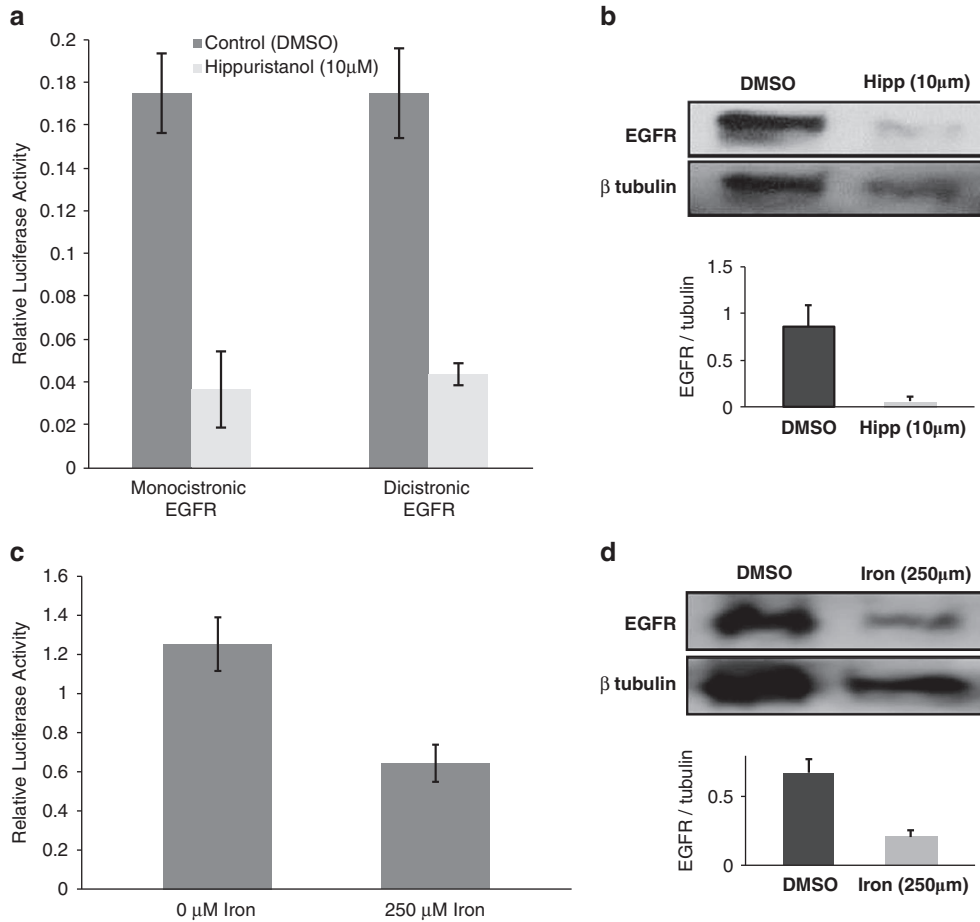 a
0.2
0.18
0.16
0.14
0.12
0.1
0.08
0.06
0.04
0.02
0
Relative Luciferase Activity
Control (DMSO)
Hippuristanol (10μM)
Monocistronic
EGFR
Dicistronic
EGFR
b
DMSO Hipp (10μm)
EGFR
β tubulin
1.5
1
0.5
0
EGFR / tubulin
DMSO Hipp (10μm)
c
1.6
1.4
1.2
1
0.8
0.6
0.4
0.2
0
Relative Luciferase Activity
0 μM Iron 250 μM Iron
d
DMSO Iron (250μm)
EGFR
β tubulin
0.5
0
EGFR / tubulin
DMSO Iron (250μm)